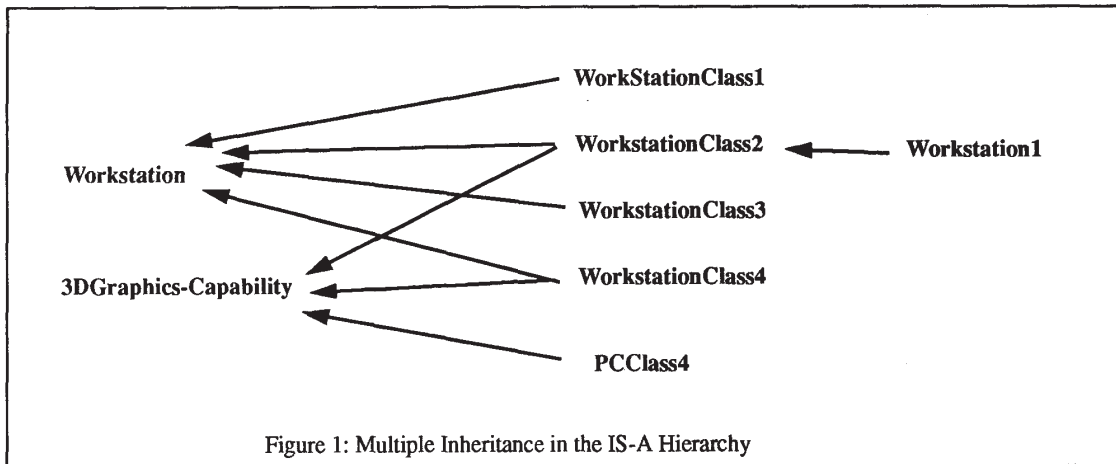 WorkStationClass1
WorkstationClass2
Workstation1
Workstation
WorkstationClass3
WorkstationClass4
3DGraphics-Capability
PCClass4
Figure 1: Multiple Inheritance in the IS-A Hierarchy